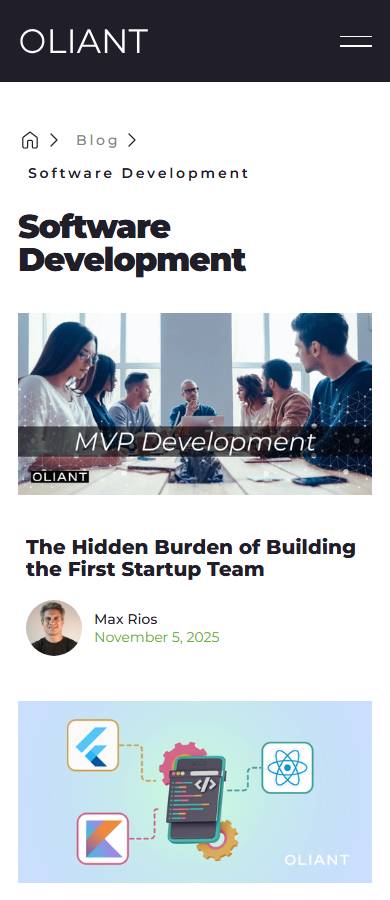 OLIANT
Blog
Software Development
Software
Development
MVP Development
OLIANT
The Hidden Burden of Building
the First Startup Team
Max Rios
November 5, 2025
</>
OLIANT